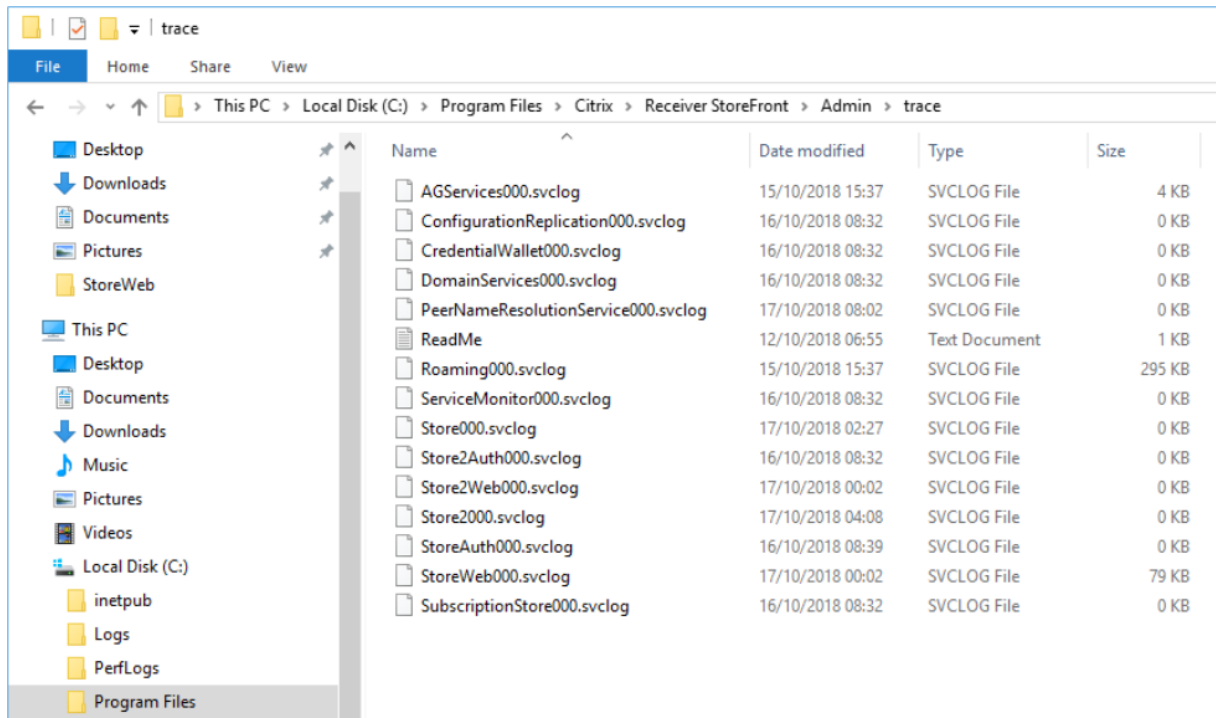 trace
File Home Share View
This PC > Local Disk (C:) > Program Files > Citrix > Receiver StoreFront > Admin > trace
Desktop
Downloads
Documents
Pictures
StoreWeb
This PC
Desktop
Documents
Downloads
Music
Pictures
Videos
Local Disk (C:)
inetpub
Logs
PerfLogs
Program Files
Name Date modified Type Size
AGServices000.svclog 15/10/2018 15:37 SVCLOG File 4 KB
ConfigurationReplication000.svclog 16/10/2018 08:32 SVCLOG File 0 KB
CredentialWallet000.svclog 16/10/2018 08:32 SVCLOG File 0 KB
DomainServices000.svclog 16/10/2018 08:32 SVCLOG File 0 KB
PeerNameResolutionService000.svclog 17/10/2018 08:02 SVCLOG File 0 KB
ReadMe 12/10/2018 06:55 Text Document 1 KB
Roaming000.svclog 15/10/2018 15:37 SVCLOG File 295 KB
ServiceMonitor000.svclog 16/10/2018 08:32 SVCLOG File 0 KB
Store000.svclog 17/10/2018 02:27 SVCLOG File 0 KB
Store2Auth000.svclog 16/10/2018 08:32 SVCLOG File 0 KB
Store2Web000.svclog 17/10/2018 00:02 SVCLOG File 0 KB
Store2000.svclog 17/10/2018 04:08 SVCLOG File 0 KB
StoreAuth000.svclog 16/10/2018 08:39 SVCLOG File 0 KB
StoreWeb000.svclog 17/10/2018 00:02 SVCLOG File 79 KB
SubscriptionStore000.svclog 16/10/2018 08:32 SVCLOG File 0 KB